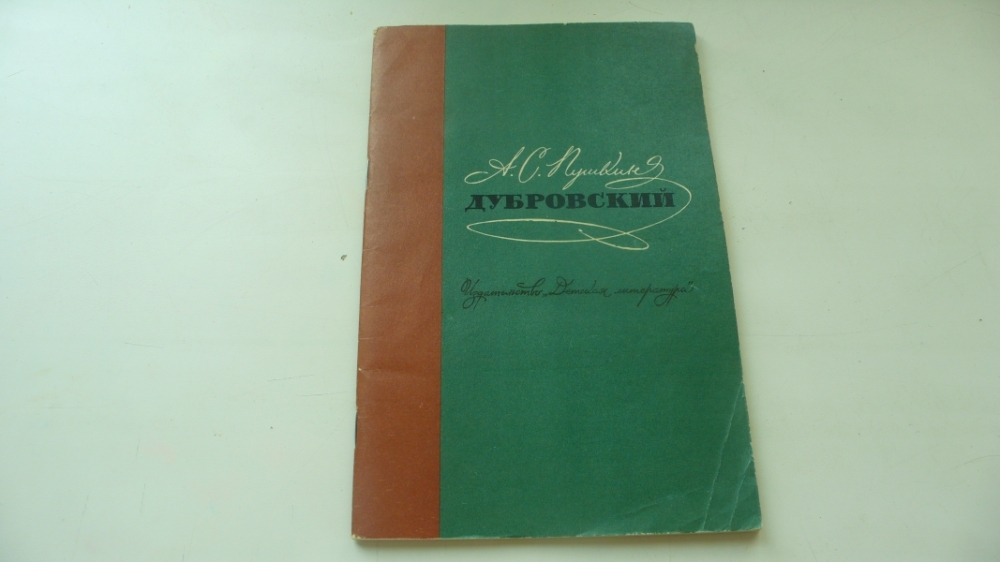 А. С. Пушкин
ДУБРОВСКИЙ
Издательство „Детская литература“